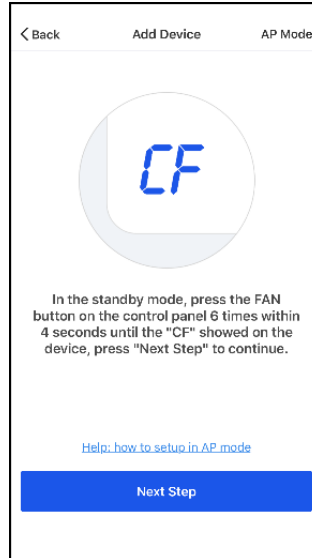 Back Add Device AP Mode
CF
In the standby mode, press the FAN
button on the control panel 6 times within
4 seconds until the "CF" showed on the
device, press "Next Step" to continue.
Help: how to setup in AP mode
Next Step